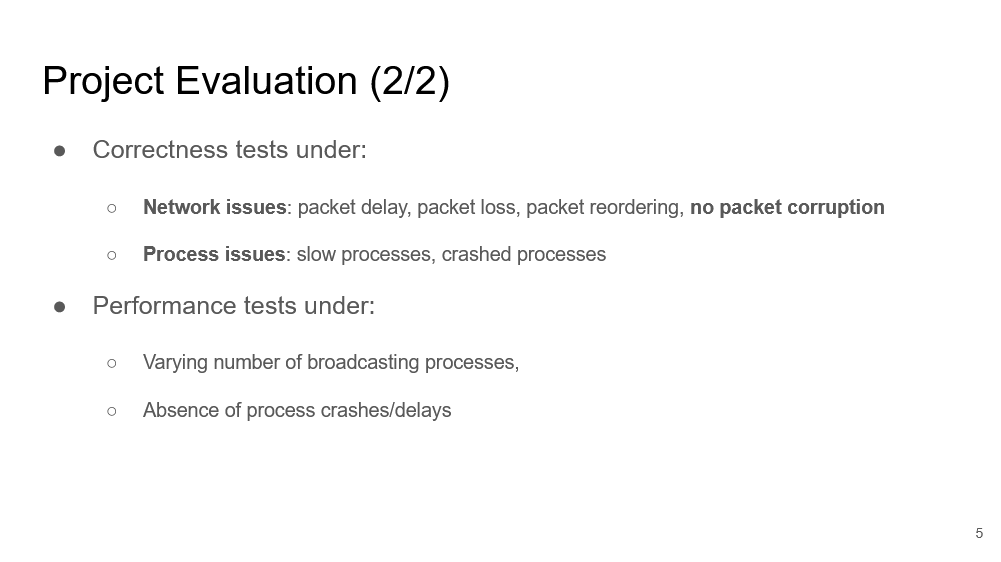 Project Evaluation (2/2)
● Correctness tests under:
○ Network issues: packet delay, packet loss, packet reordering, no packet corruption
○ Process issues: slow processes, crashed processes
● Performance tests under:
○ Varying number of broadcasting processes,
○ Absence of process crashes/delays
5